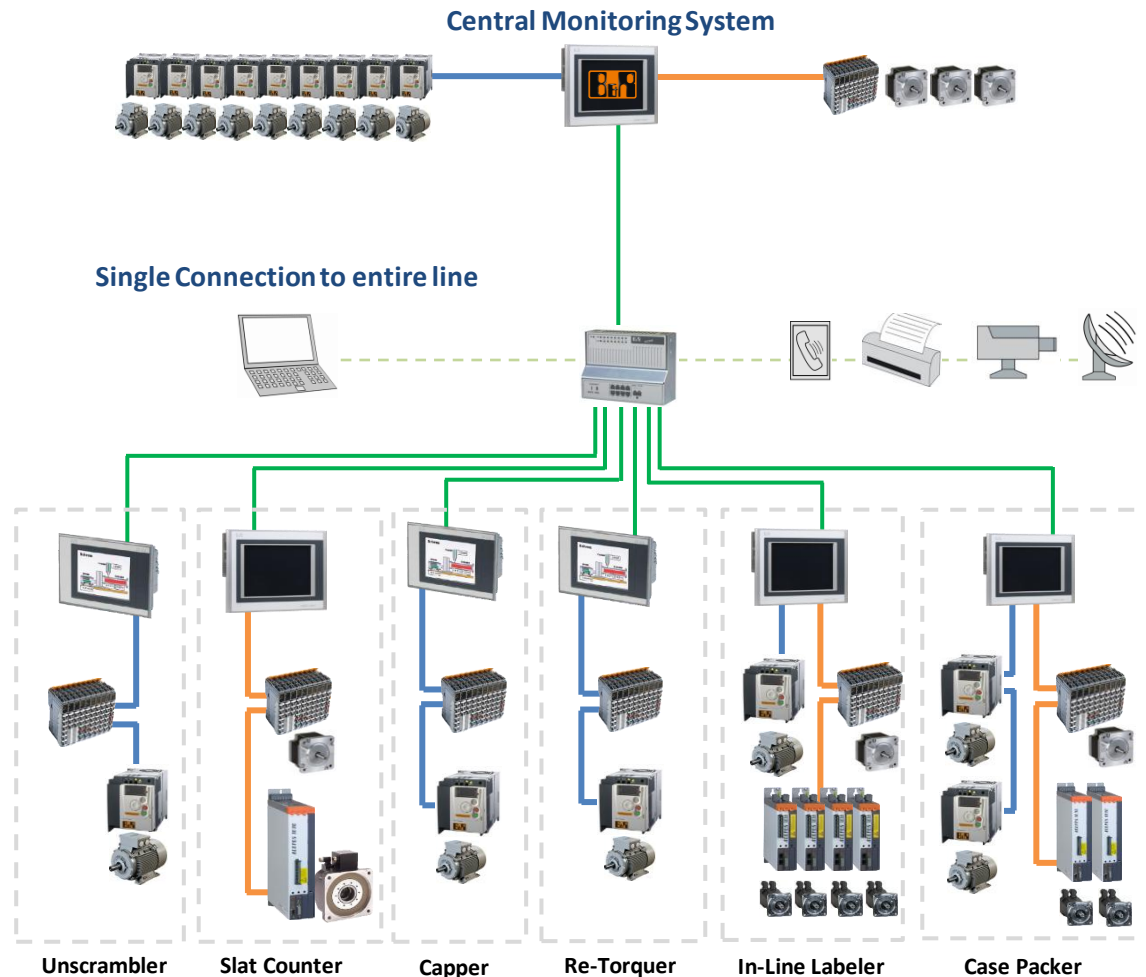 Central Monitoring System
Single Connection to entire line
Unscrambler
Slat Counter
Capper
Re-Torquer
In-Line Labeler
Case Packer